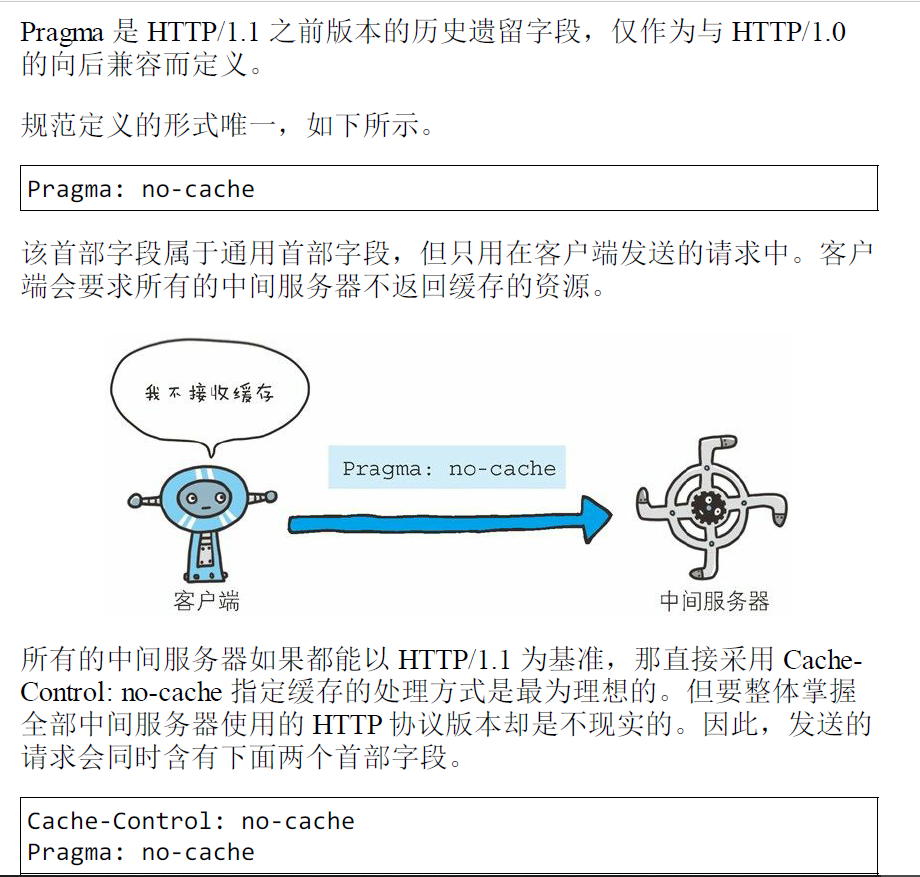 Pragma 是 HTTP/1.1 之前版本的历史遗留字段，仅作为与 HTTP/1.0
的向后兼容而定义。
规范定义的形式唯一，如下所示。
Pragma: no-cache
该首部字段属于通用首部字段，但只用在客户端发送的请求中。客户
端会要求所有的中间服务器不返回缓存的资源。
我不接收缓存
Pragma: no-cache
客户端
中间服务器
所有的中间服务器如果都能以 HTTP/1.1 为基准，那直接采用 Cache-
Control: no-cache 指定缓存的处理方式是最为理想的。但要整体掌握
全部中间服务器使用的 HTTP 协议版本却是不现实的。因此，发送的
请求会同时含有下面两个首部字段。
Cache-Control: no-cache
Pragma: no-cache